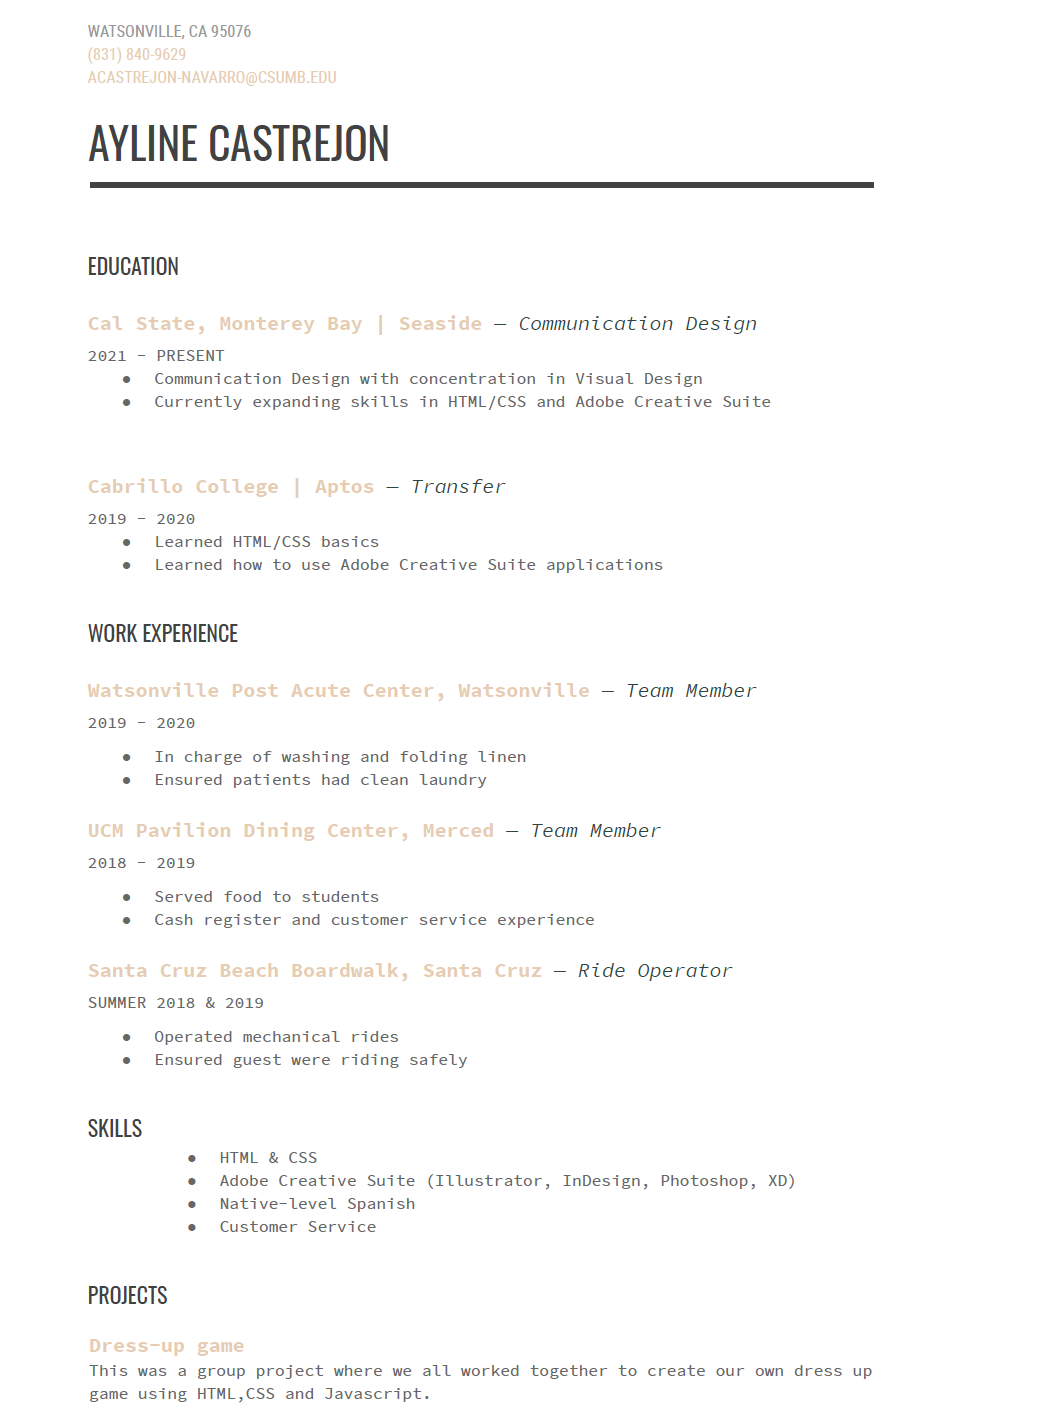 WATSONVILLE, CA 95076
(831) 840-9629
ACASTREJON-NAVARRO@CSUMB.EDU
AYLINE CASTREJON
EDUCATION
Cal State, Monterey Bay | Seaside — Communication Design
2021 - PRESENT
● Communication Design with concentration in Visual Design
● Currently expanding skills in HTML/CSS and Adobe Creative Suite
Cabrillo College | Aptos — Transfer
2019 - 2020
● Learned HTML/CSS basics
● Learned how to use Adobe Creative Suite applications
WORK EXPERIENCE
Watsonville Post Acute Center, Watsonville — Team Member
2019 - 2020
● In charge of washing and folding linen
● Ensured patients had clean laundry
UCM Pavilion Dining Center, Merced — Team Member
2018 - 2019
● Served food to students
● Cash register and customer service experience
Santa Cruz Beach Boardwalk, Santa Cruz — Ride Operator
SUMMER 2018 & 2019
● Operated mechanical rides
● Ensured guest were riding safely
SKILLS
● HTML & CSS
● Adobe Creative Suite (Illustrator, InDesign, Photoshop, XD)
● Native-level Spanish
● Customer Service
PROJECTS
Dress-up game
This was a group project where we all worked together to create our own dress up
game using HTML,CSS and Javascript.